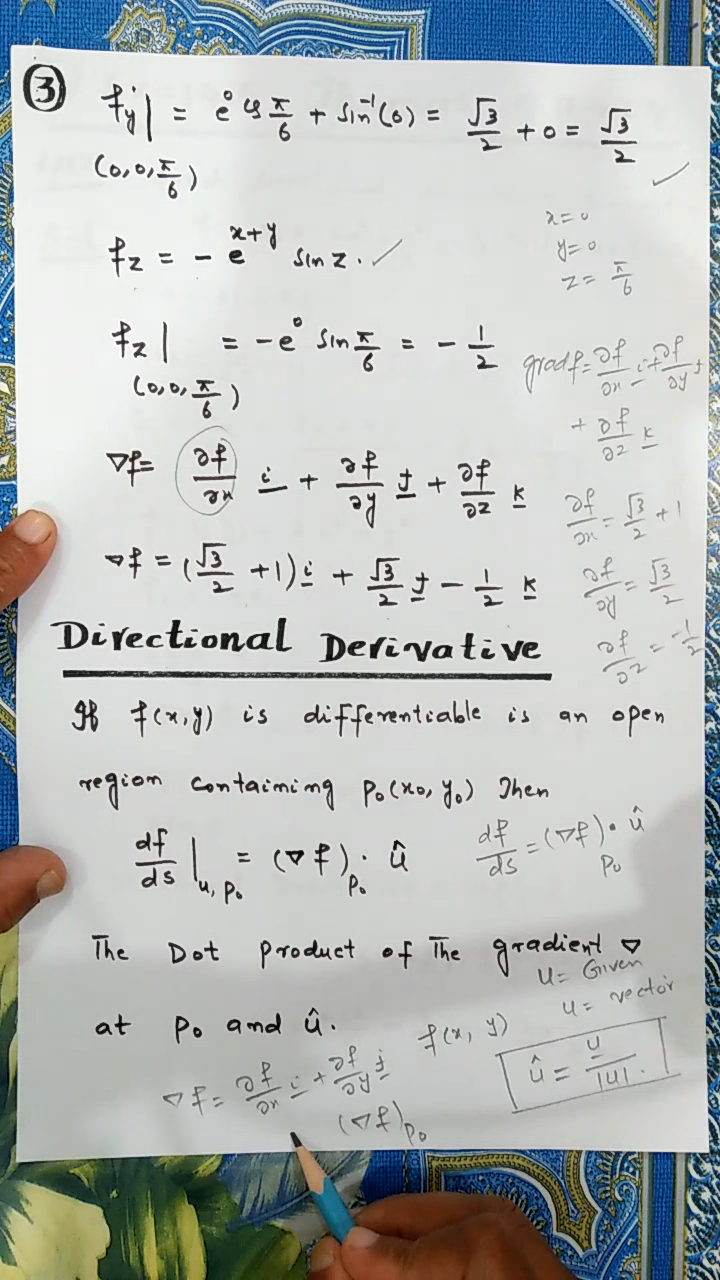 ③ fy| = e⁰ cos π/6 + sin⁻¹(0) = √3/2 + 0 = √3/2
(0,0,π/6)
x=0
y=0
z= π/6
fz = - e^(x+y) sin z.
fz| = -e⁰ sin π/6 = - 1/2
(0,0,π/6)
gradf= ∂f/∂x i + ∂f/∂y j
+ ∂f/∂z k
∇f= ∂f/∂x i + ∂f/∂y j + ∂f/∂z k
∂f/∂x = √3/2 + 1
∇f = (√3/2 +1) i + √3/2 j - 1/2 k
∂f/∂y = √3/2
∂f/∂z = -1/2
Directional Derivative
If f(x,y) is differentiable is an open
region containing P₀(x₀,y₀) Then
df/ds |u,P₀ = (∇f)P₀ · û
df/ds = (∇f)P₀ · û
The Dot product of The gradient ∇
u= Given
at P₀ and û.
u= vector
f(x, y)
û = u/|u|.
∇f= ∂f/∂x i + ∂f/∂y j
(∇f)P₀